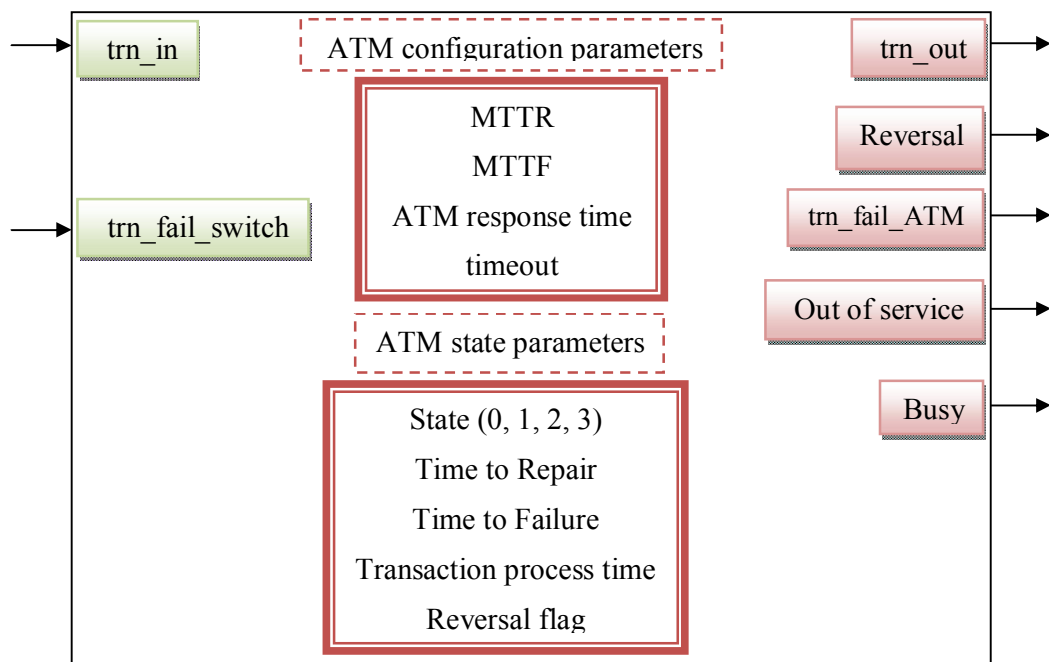 trn_in
trn_fail_switch
ATM configuration parameters
MTTR
MTTF
ATM response time
timeout
ATM state parameters
State (0, 1, 2, 3)
Time to Repair
Time to Failure
Transaction process time
Reversal flag
trn_out
Reversal
trn_fail_ATM
Out of service
Busy